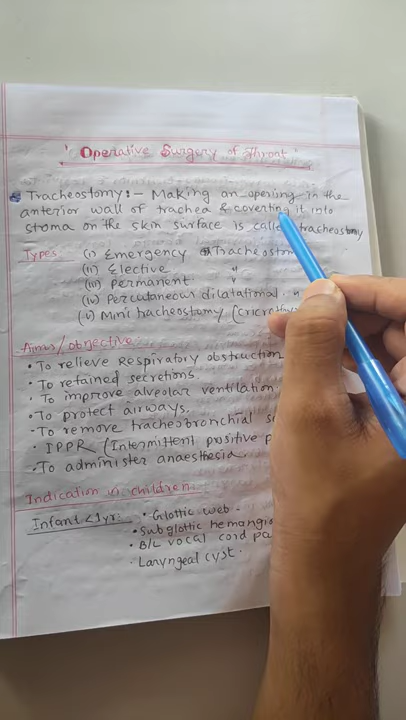 ' Operative Surgery of Throat '
Tracheostomy :- Making an opening in the
anterior wall of trachea & coverting it into
stoma on the skin surface is called tracheostomy
Types (i) Emergency Tracheostom
(ii) Elective "
(iii) Permanent "
(iv) Percutaneous dilatational "
(v) Mini tracheostomy (Cricoth
Aims/objective:
• To relieve Respiratory obstruction
• To retained secretions.
• To improve alveolar ventilation.
• To protect airways.
• To remove tracheobronchial
• IPPR (Intermittent positive p
• To administer anaesthesia.
Indication in children
Infant <1yr: • Glottic web
• Subglottic hemangio
• B/L vocal cord pa
• Laryngeal cyst.